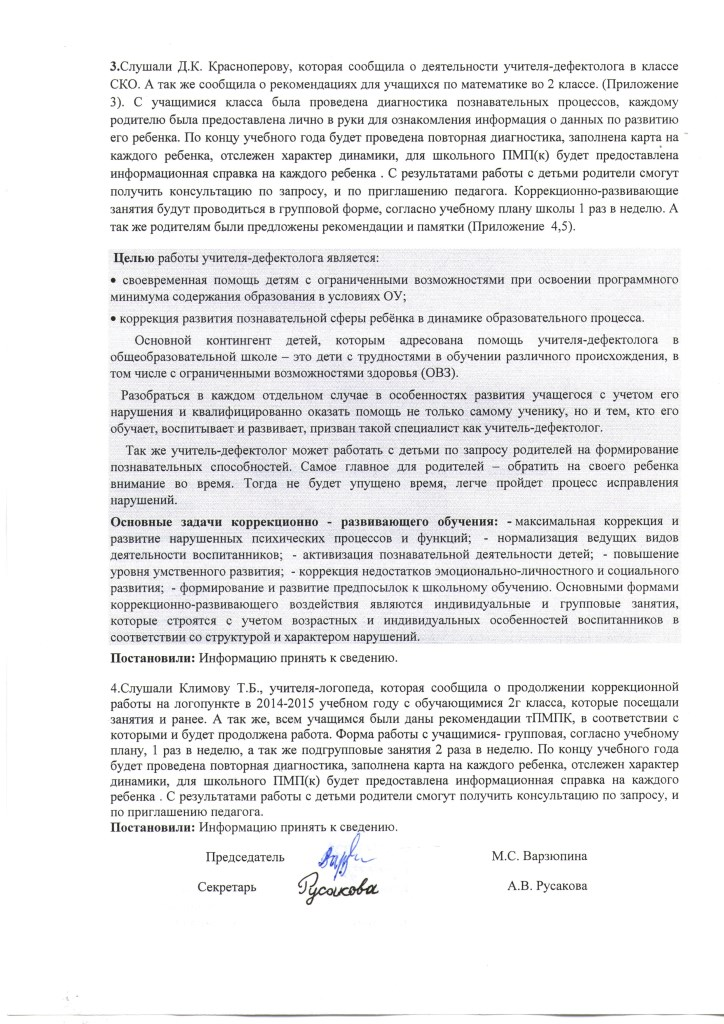 3.Слушали Д.К. Красноперову, которая сообщила о деятельности учителя-дефектолога в классе
СКО. А так же сообщила о рекомендациях для учащихся по математике во 2 классе. (Приложение
3). С учащимися класса была проведена диагностика познавательных процессов, каждому
родителю была предоставлена лично в руки для ознакомления информация о данных по развитию
его ребенка. По концу учебного года будет проведена повторная диагностика, заполнена карта на
каждого ребенка, отслежен характер динамики, для школьного ПМП(к) будет предоставлена
информационная справка на каждого ребенка . С результатами работы с детьми родители смогут
получить консультацию по запросу, и по приглашению педагога. Коррекционно-развивающие
занятия будут проводиться в групповой форме, согласно учебному плану школы 1 раз в неделю. А
так же родителям были предложены рекомендации и памятки (Приложение 4,5).
Целью работы учителя-дефектолога является:
• своевременная помощь детям с ограниченными возможностями при освоении программного
минимума содержания образования в условиях ОУ;
• коррекция развития познавательной сферы ребёнка в динамике образовательного процесса.
Основной контингент детей, которым адресована помощь учителя-дефектолога в
общеобразовательной школе – это дети с трудностями в обучении различного происхождения, в
том числе с ограниченными возможностями здоровья (ОВЗ).
Разобраться в каждом отдельном случае в особенностях развития учащегося с учетом его
нарушения и квалифицированно оказать помощь не только самому ученику, но и тем, кто его
обучает, воспитывает и развивает, призван такой специалист как учитель-дефектолог.
Так же учитель-дефектолог может работать с детьми по запросу родителей на формирование
познавательных способностей. Самое главное для родителей – обратить на своего ребенка
внимание во время. Тогда не будет упущено время, легче пройдет процесс исправления
нарушений.
Основные задачи коррекционно - развивающего обучения: - максимальная коррекция и
развитие нарушенных психических процессов и функций; - нормализация ведущих видов
деятельности воспитанников; - активизация познавательной деятельности детей; - повышение
уровня умственного развития; - коррекция недостатков эмоционально-личностного и социального
развития; - формирование и развитие предпосылок к школьному обучению. Основными формами
коррекционно-развивающего воздействия являются индивидуальные и групповые занятия,
которые строятся с учетом возрастных и индивидуальных особенностей воспитанников в
соответствии со структурой и характером нарушений.
Постановили: Информацию принять к сведению.
4.Слушали Климову Т.Б., учителя-логопеда, которая сообщила о продолжении коррекционной
работы на логопункте в 2014-2015 учебном году с обучающимися 2г класса, которые посещали
занятия и ранее. А так же, всем учащимся были даны рекомендации тПМПК, в соответствии с
которыми и будет продолжена работа. Форма работы с учащимися- групповая, согласно учебному
плану, 1 раз в неделю, а так же подгрупповые занятия 2 раза в неделю. По концу учебного года
будет проведена повторная диагностика, заполнена карта на каждого ребенка, отслежен характер
динамики, для школьного ПМП(к) будет предоставлена информационная справка на каждого
ребенка . С результатами работы с детьми родители смогут получить консультацию по запросу, и
по приглашению педагога.
Постановили: Информацию принять к сведению.
Председатель М.С. Варзюпина
Секретарь Русакова А.В. Русакова